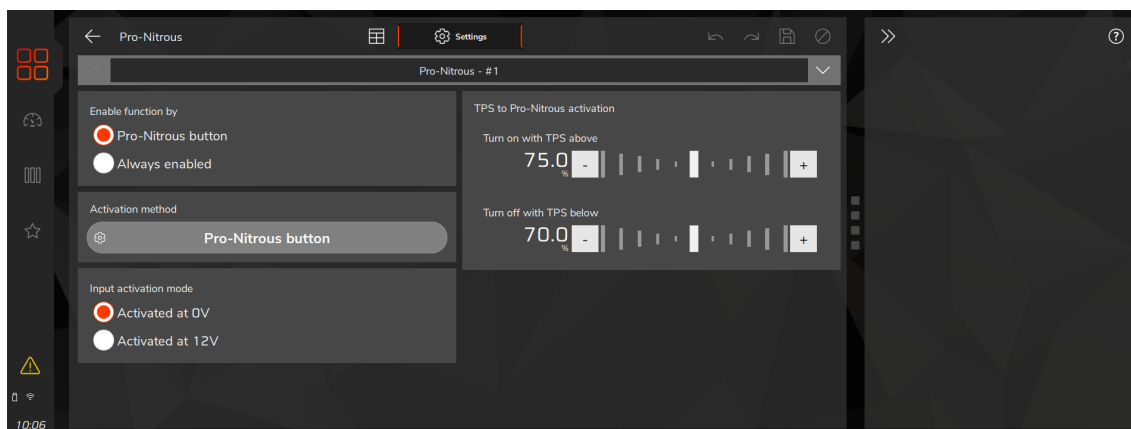 Pro-Nitrous
Settings
Pro-Nitrous - #1
Enable function by
Pro-Nitrous button
Always enabled
Activation method
Pro-Nitrous button
Input activation mode
Activated at 0V
Activated at 12V
TPS to Pro-Nitrous activation
Turn on with TPS above
75.0
%
-
+
Turn off with TPS below
70.0
%
-
+
?
10:06